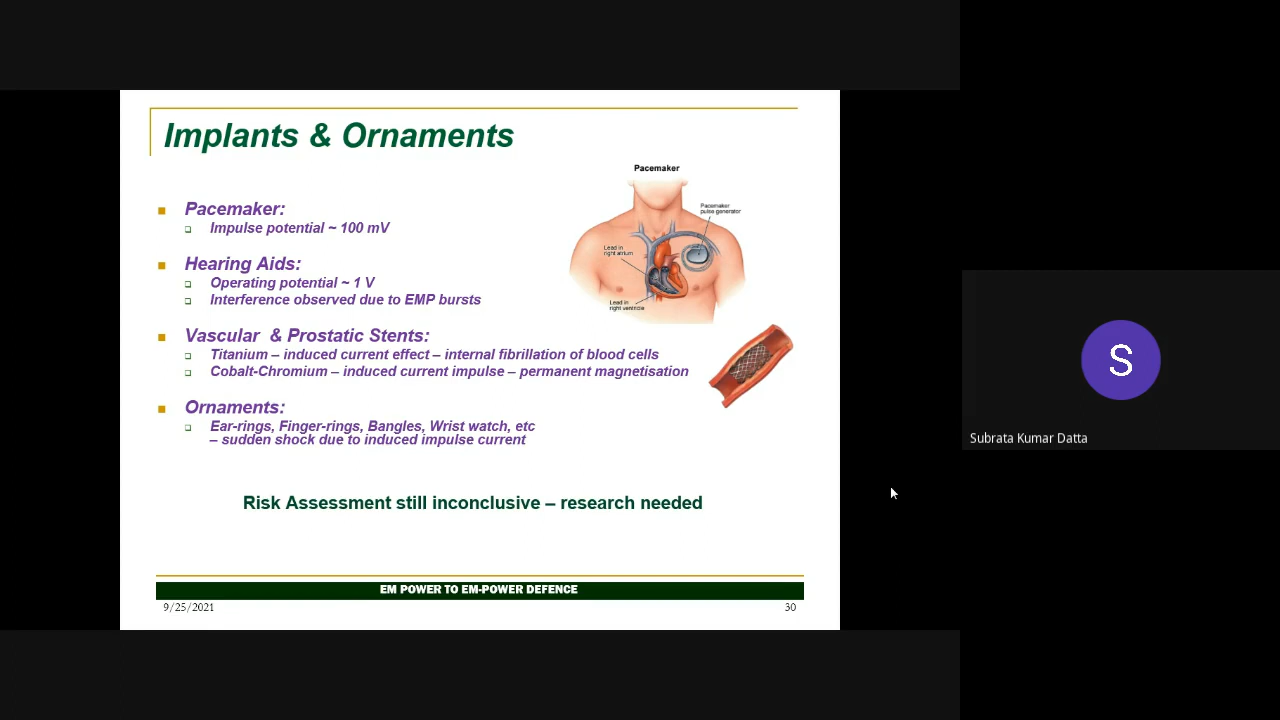 Implants & Ornaments
Pacemaker
Pacemaker
pulse generator
Lead in
right atrium
Lead in
right ventricle
Pacemaker:
Impulse potential ~ 100 mV
Hearing Aids:
Operating potential ~ 1 V
Interference observed due to EMP bursts
Vascular & Prostatic Stents:
Titanium – induced current effect – internal fibrillation of blood cells
Cobalt-Chromium – induced current impulse – permanent magnetisation
Ornaments:
Ear-rings, Finger-rings, Bangles, Wrist watch, etc
– sudden shock due to induced impulse current
Risk Assessment still inconclusive – research needed
EM POWER TO EM-POWER DEFENCE
9/25/2021
30
S
Subrata Kumar Datta